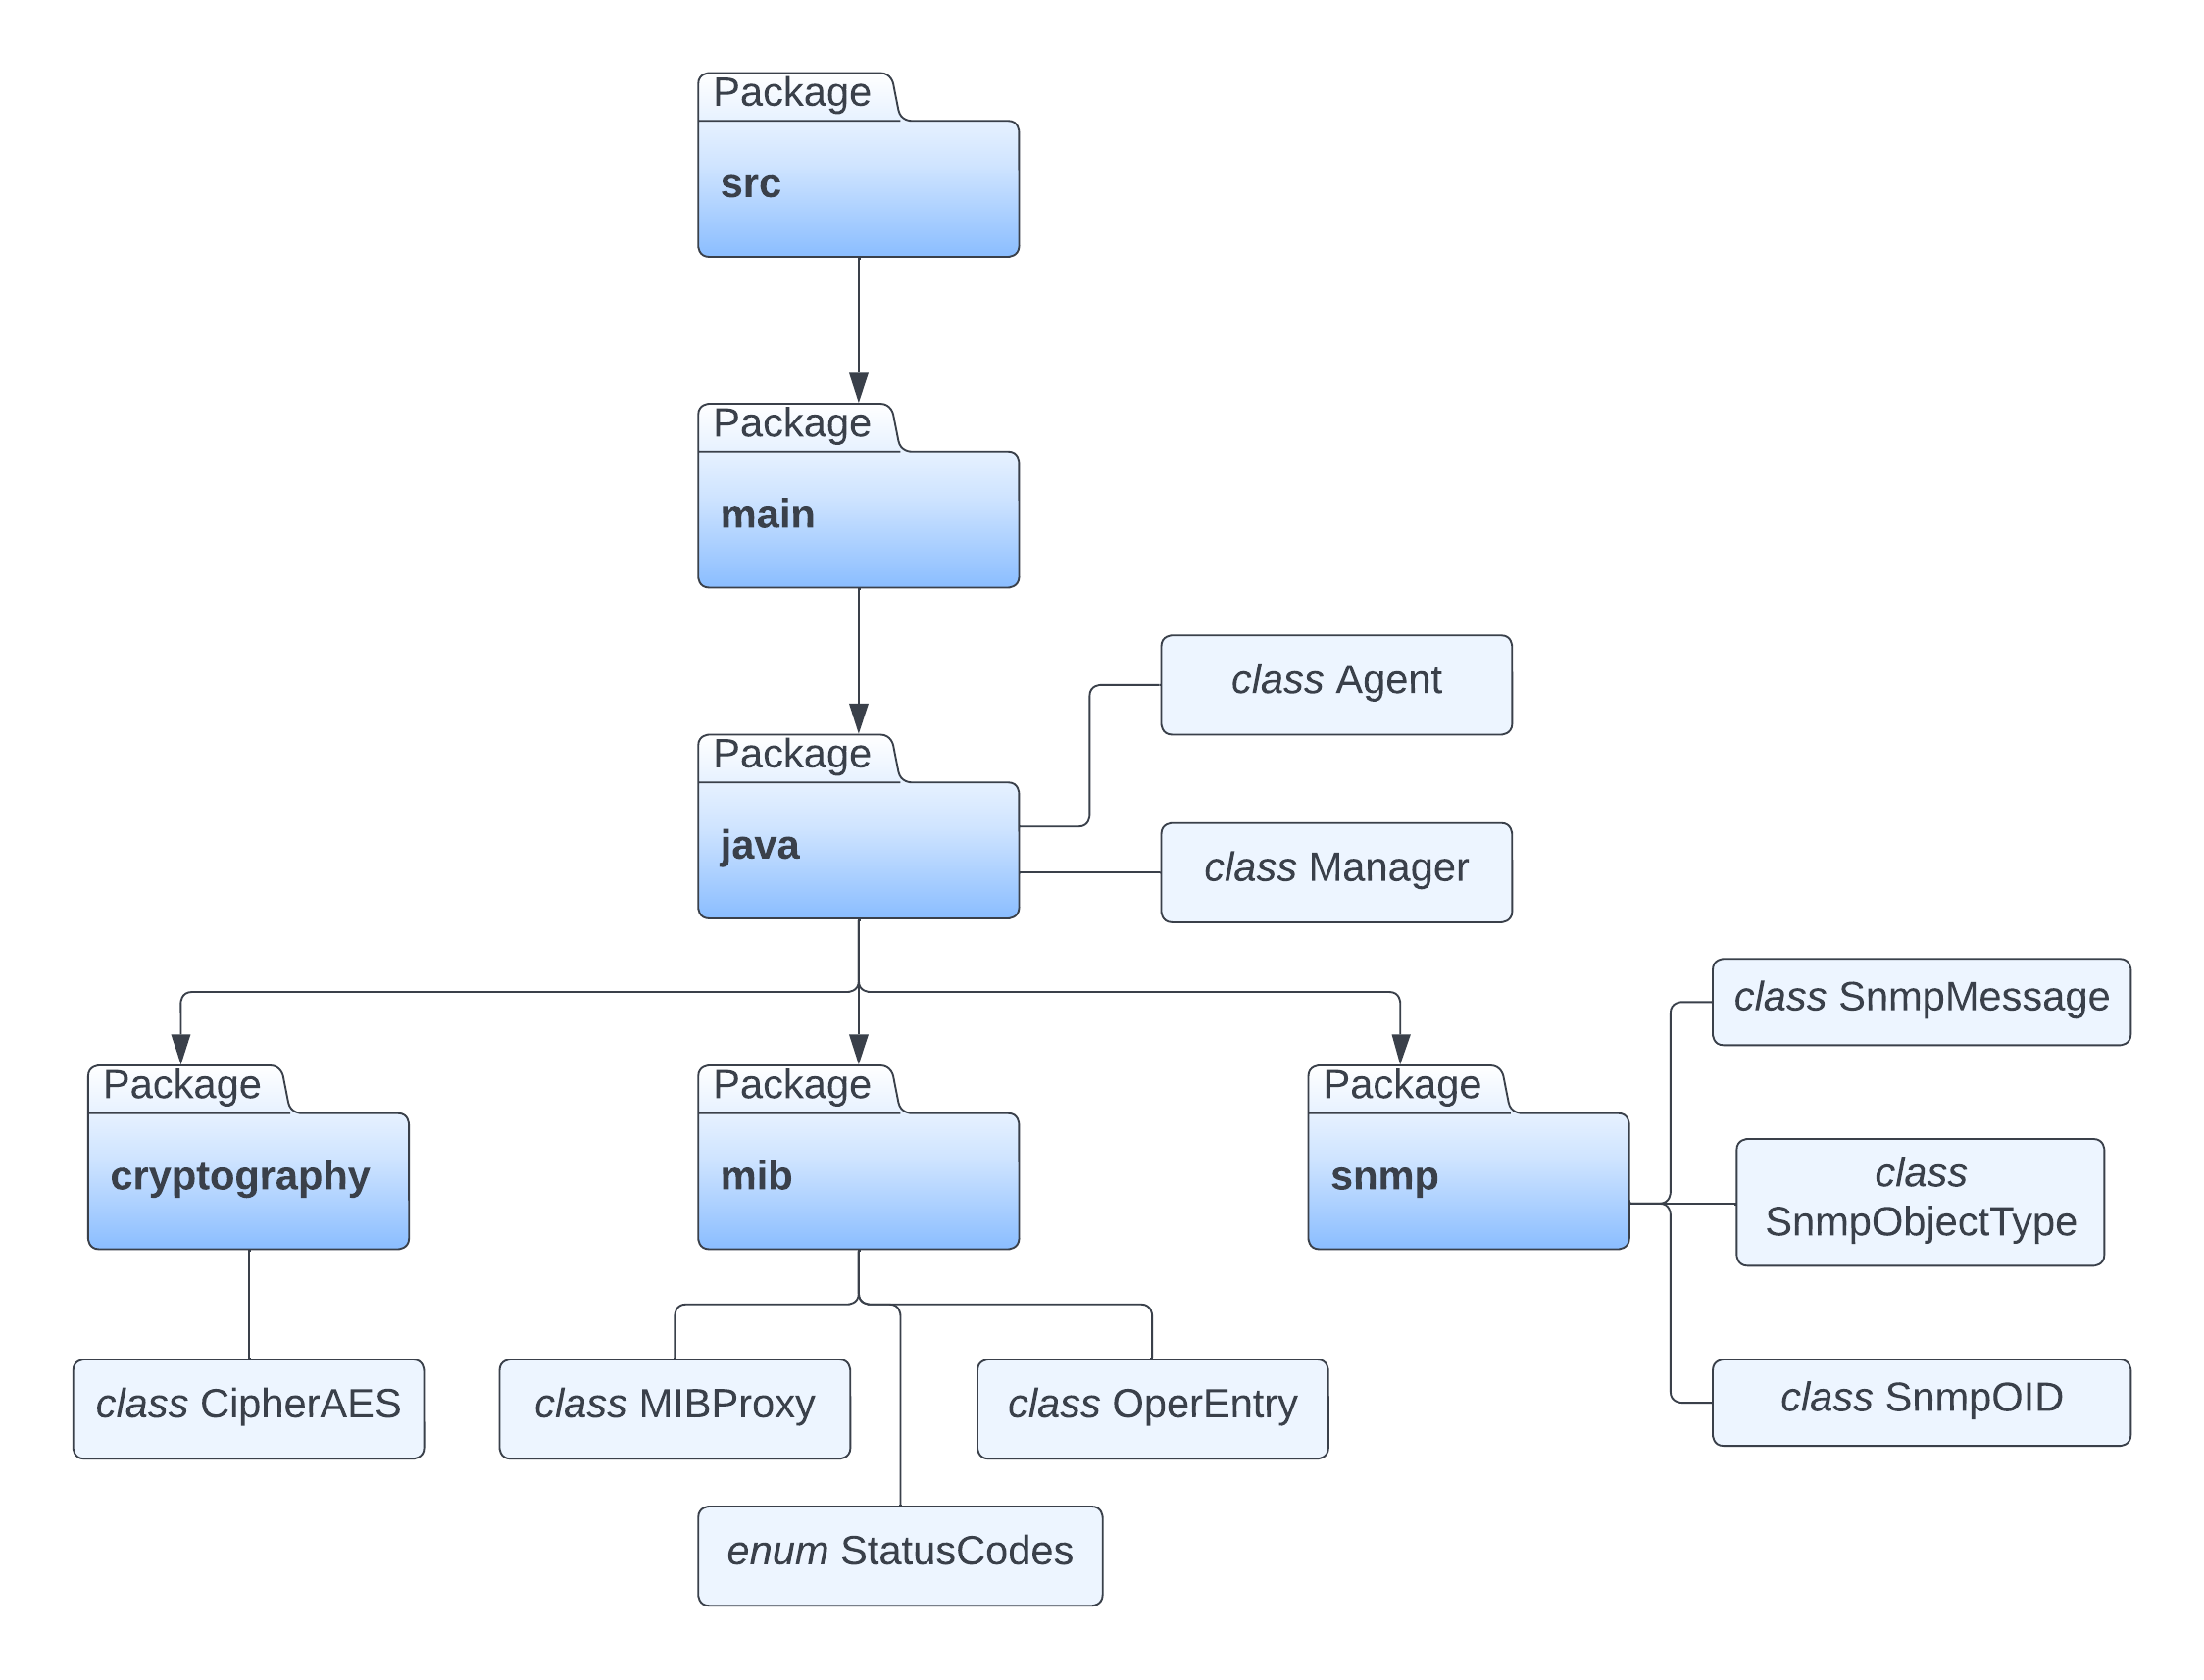 Package
src
Package
main
Package
java
class Agent
class Manager
Package
cryptography
Package
mib
Package
snmp
class SnmpMessage
class
SnmpObjectType
class SnmpOID
class CipherAES
class MIBProxy
class OperEntry
enum StatusCodes